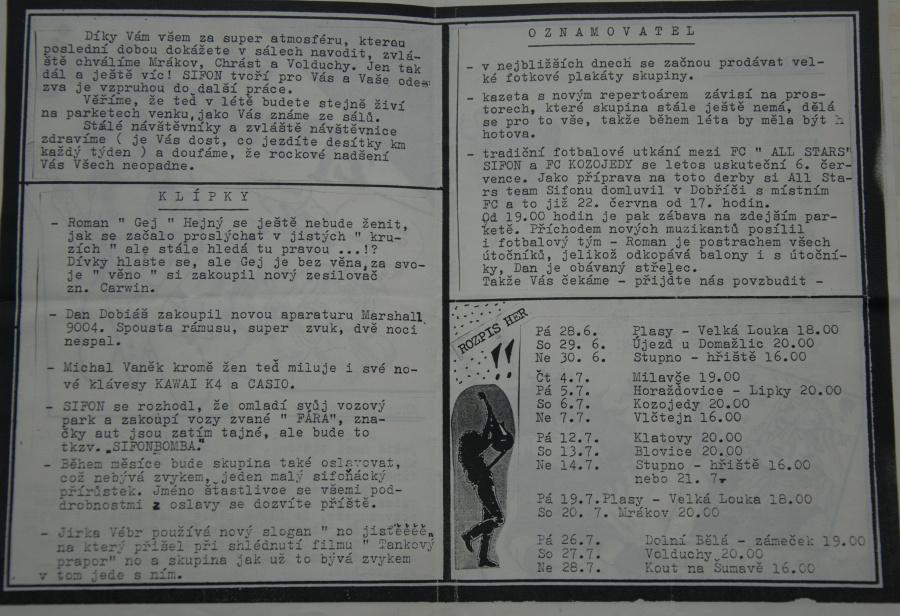 Díky Vám všem za super atmosféru, kterau
poslední dobou dokážete v sálech navodit, zvlá-
ště chválíme Mrákov, Chrást a Volduchy. Jen tak
dál a ještě víc! SIFON tvoří pro Vás a Vaše ode-
zva je vzpruhou do další práce.
Věříme, že teď v létě budete stejně živí
na parketech venku, jako Vás známe ze sálů.
Stálé návštěvníky a zvláště návštěvnice
zdravíme ( je Vás dost, co jezdíte desítky km
každý týden ) a doufáme, že rockové nadšení
Vás Všech neopadne.
KLÍPKY
- Roman " Gej " Hejný se ještě nebude ženit,
jak se začalo proslýchat v jistých " kru-
zích " ale stále hledá tu pravou ...!?
Dívky hlaste se, ale Gej je bez věna, za svo-
je " věno " si zakoupil nový zesilovač
zn. Carwin.
- Dan Dobiáš zakoupil novou aparaturu Marshall
9004. Spousta rámusu, super zvuk, dvě noci
nespal.
- Michal Vaněk kromě žen teď miluje i své no-
vé klávesy KAWAI K4 a CASIO.
- SIFON se rozhodl, že omladí svůj vozový
park a zakoupí vozy zvané " FÁRA", zna-
čky aut jsou zatím tajné, ale bude to
tkzv. "SIFONBOMBA."
- Během měsíce bude skupina také oslavovat,
což nebývá zvykem, jeden malý sifoňácký
přírůstek. Jméno šťastlivce se všemi pod-
drobnostmi z oslavy se dozvíte příště.
- Jirka Vébr používá nový slogan " no jistěěěě"
na který přišel při shlédnutí filmu " Tankový
prapor" no a skupina jak už to bývá zvykem
v tom jede s ním.
OZNAMOVATEL
- v nejbližších dnech se začnou prodávat vel-
ké fotkové plakáty skupiny.
- kazeta s novým repertoárem závisí na pros-
torech, které skupina stále ještě nemá, dělá
se pro to vše, takže během léta by měla být h
hotova.
- tradiční fotbalové utkání mezi FC " ALL STARS"
SIFON a FC KOZOJEDY se letos uskuteční 6. čer-
vence. Jako příprava na toto derby si All Sta-
rs team Sifonu domluvil v Dobříči s místním
FC a to již 22. června od 17. hodin.
Od 19.00 hodin je pak zábava na zdejším par-
ketě. Příchodem nových muzikantů posílil
i fotbalový tým - Roman je postrachem všech
útočníků, jelikož odkopává balony i s útoční-
ky, Dan je obávaný střelec.
Takže Vás čekáme - přijďte nás povzbudit -
ROZPIS HER
!!
Pá 28.6. Plasy - Velká Louka 18.00
So 29. 6. Újezd u Domažlic 20.00
Ne 30. 6. Stupno - hřiště 16.00
Čt 4.7. Milavče 19.00
Pá 5.7. Horažďovice - Lipky 20.00
So 6.7. Kozojedy 20.00
Ne 7.7. Vlčtejn 16.00
Pá 12.7. Klatovy 20.00
So 13.7. Blovice 20.00
Ne 14.7. Stupno - hřiště 16.00
nebo 21. 7.
Pá 19.7. Plasy - Velká Louka 18.00
So 20. 7. Mrákov 20.00
Pá 26.7. Dolní Bělá - zámeček 19.00
So 27.7. Volduchy 20.00
Ne 28.7. Kout na Šumavě 16.00